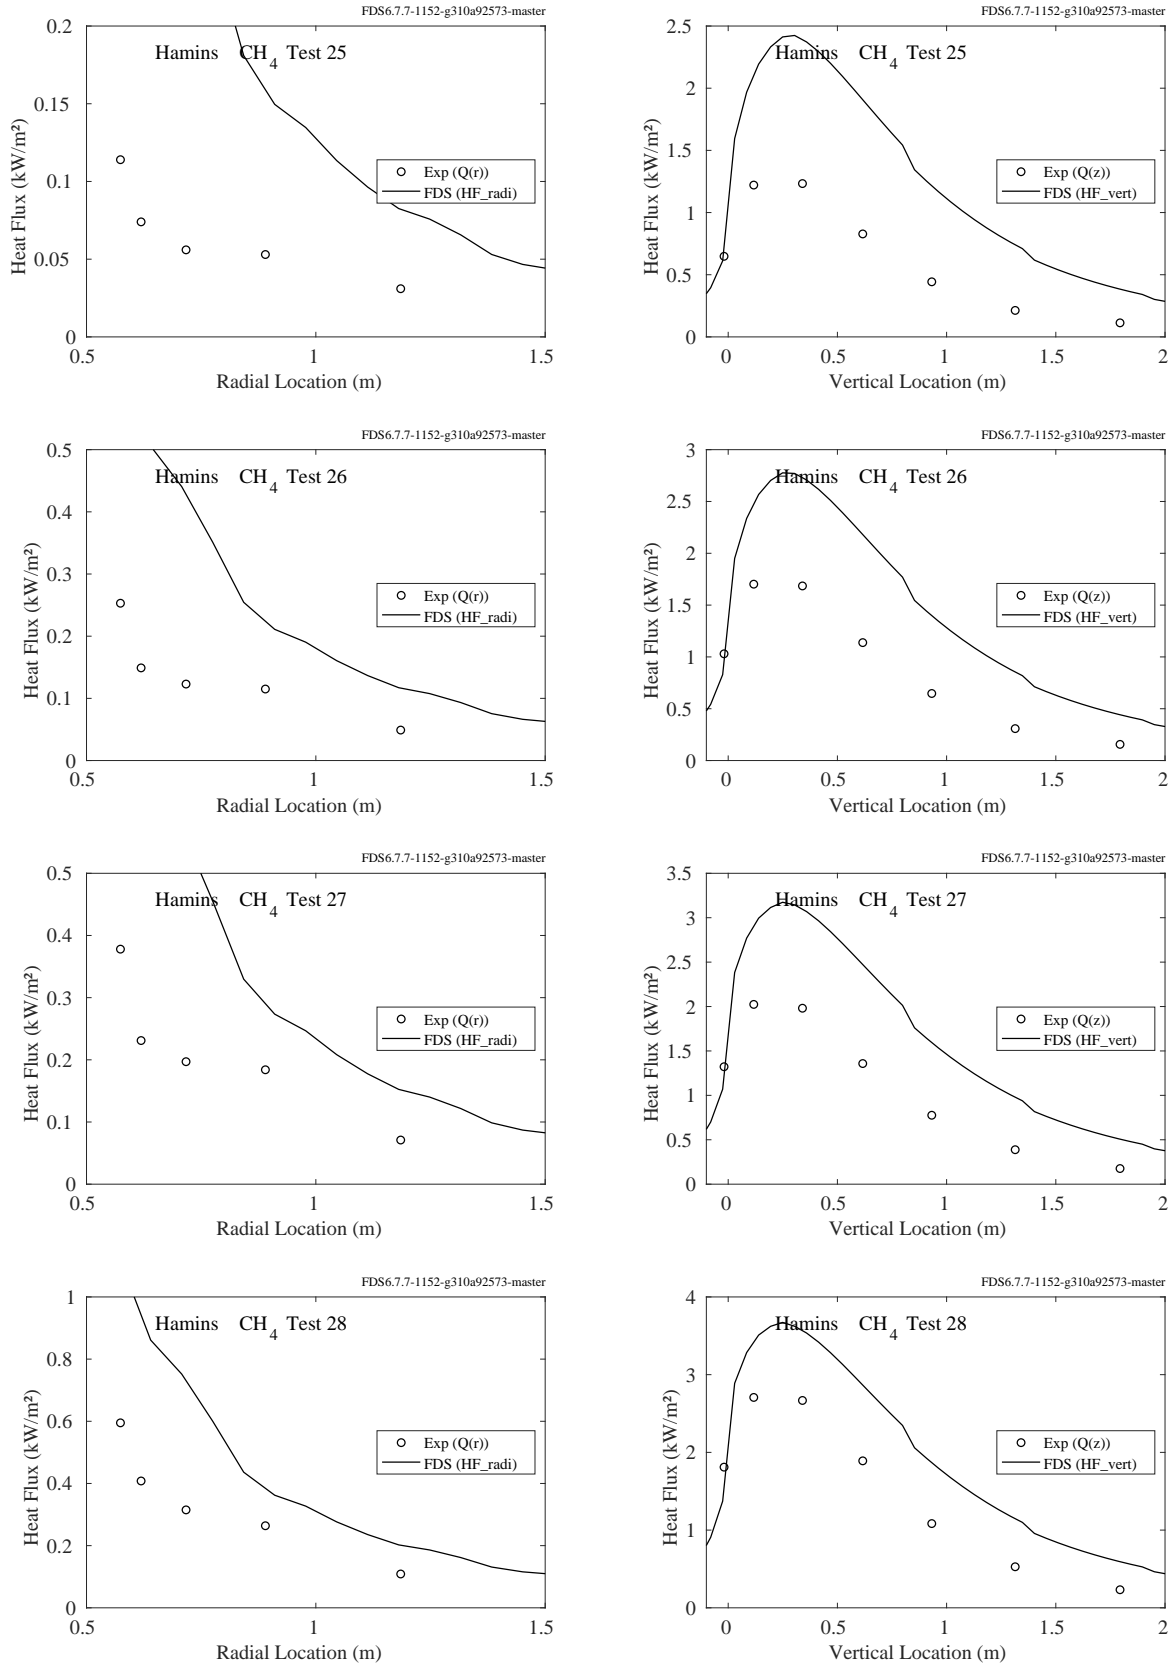 FDS6.7.7-1152-g310a92573-master
Hamins CH4 Test 25
Heat Flux (kW/m²)
0.2
0.15
0.1
0.05
0
Exp (Q(r))
FDS (HF_radi)
0.5 1 1.5
Radial Location (m)
FDS6.7.7-1152-g310a92573-master
Hamins CH4 Test 25
Heat Flux (kW/m²)
2.5
2
1.5
1
0.5
0
Exp (Q(z))
FDS (HF_vert)
0 0.5 1 1.5 2
Vertical Location (m)
FDS6.7.7-1152-g310a92573-master
Hamins CH4 Test 26
Heat Flux (kW/m²)
0.5
0.4
0.3
0.2
0.1
0
Exp (Q(r))
FDS (HF_radi)
0.5 1 1.5
Radial Location (m)
FDS6.7.7-1152-g310a92573-master
Hamins CH4 Test 26
Heat Flux (kW/m²)
3
2.5
2
1.5
1
0.5
0
Exp (Q(z))
FDS (HF_vert)
0 0.5 1 1.5 2
Vertical Location (m)
FDS6.7.7-1152-g310a92573-master
Hamins CH4 Test 27
Heat Flux (kW/m²)
0.5
0.4
0.3
0.2
0.1
0
Exp (Q(r))
FDS (HF_radi)
0.5 1 1.5
Radial Location (m)
FDS6.7.7-1152-g310a92573-master
Hamins CH4 Test 27
Heat Flux (kW/m²)
3.5
3
2.5
2
1.5
1
0.5
0
Exp (Q(z))
FDS (HF_vert)
0 0.5 1 1.5 2
Vertical Location (m)
FDS6.7.7-1152-g310a92573-master
Hamins CH4 Test 28
Heat Flux (kW/m²)
1
0.8
0.6
0.4
0.2
0
Exp (Q(r))
FDS (HF_radi)
0.5 1 1.5
Radial Location (m)
FDS6.7.7-1152-g310a92573-master
Hamins CH4 Test 28
Heat Flux (kW/m²)
4
3
2
1
0
Exp (Q(z))
FDS (HF_vert)
0 0.5 1 1.5 2
Vertical Location (m)